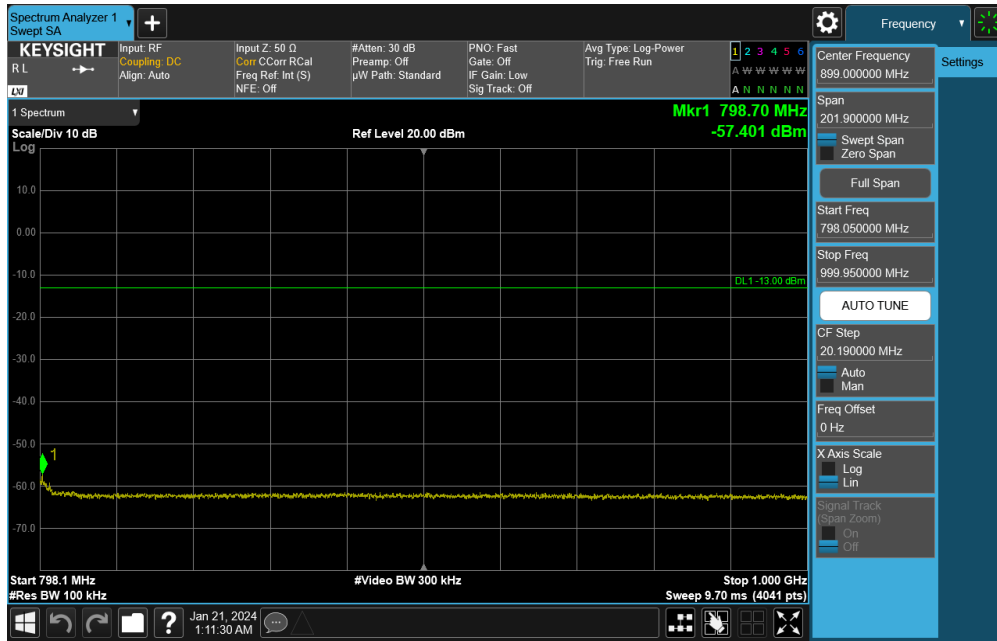 Spectrum Analyzer 1
Swept SA
Frequency
KEYSIGHT
R L
LXI
Input: RF
Coupling: DC
Align: Auto
Input Z: 50 Ω
Corr CCorr RCal
Freq Ref: Int (S)
NFE: Off
#Atten: 30 dB
Preamp: Off
µW Path: Standard
PNO: Fast
Gate: Off
IF Gain: Low
Sig Track: Off
Avg Type: Log-Power
Trig: Free Run
1 2 3 4 5 6
A W W W W W
A N N N N N
1 Spectrum
Scale/Div 10 dB
Ref Level 20.00 dBm
Mkr1 798.70 MHz
-57.401 dBm
Log
10.0
0.00
-10.0
DL1 -13.00 dBm
-20.0
-30.0
-40.0
-50.0
1
-60.0
-70.0
Start 798.1 MHz
#Res BW 100 kHz
#Video BW 300 kHz
Stop 1.000 GHz
Sweep 9.70 ms (4041 pts)
?
Jan 21, 2024
1:11:30 AM
Center Frequency
899.000000 MHz
Settings
Span
201.900000 MHz
Swept Span
Zero Span
Full Span
Start Freq
798.050000 MHz
Stop Freq
999.950000 MHz
AUTO TUNE
CF Step
20.190000 MHz
Auto
Man
Freq Offset
0 Hz
X Axis Scale
Log
Lin
Signal Track
(Span Zoom)
On
Off